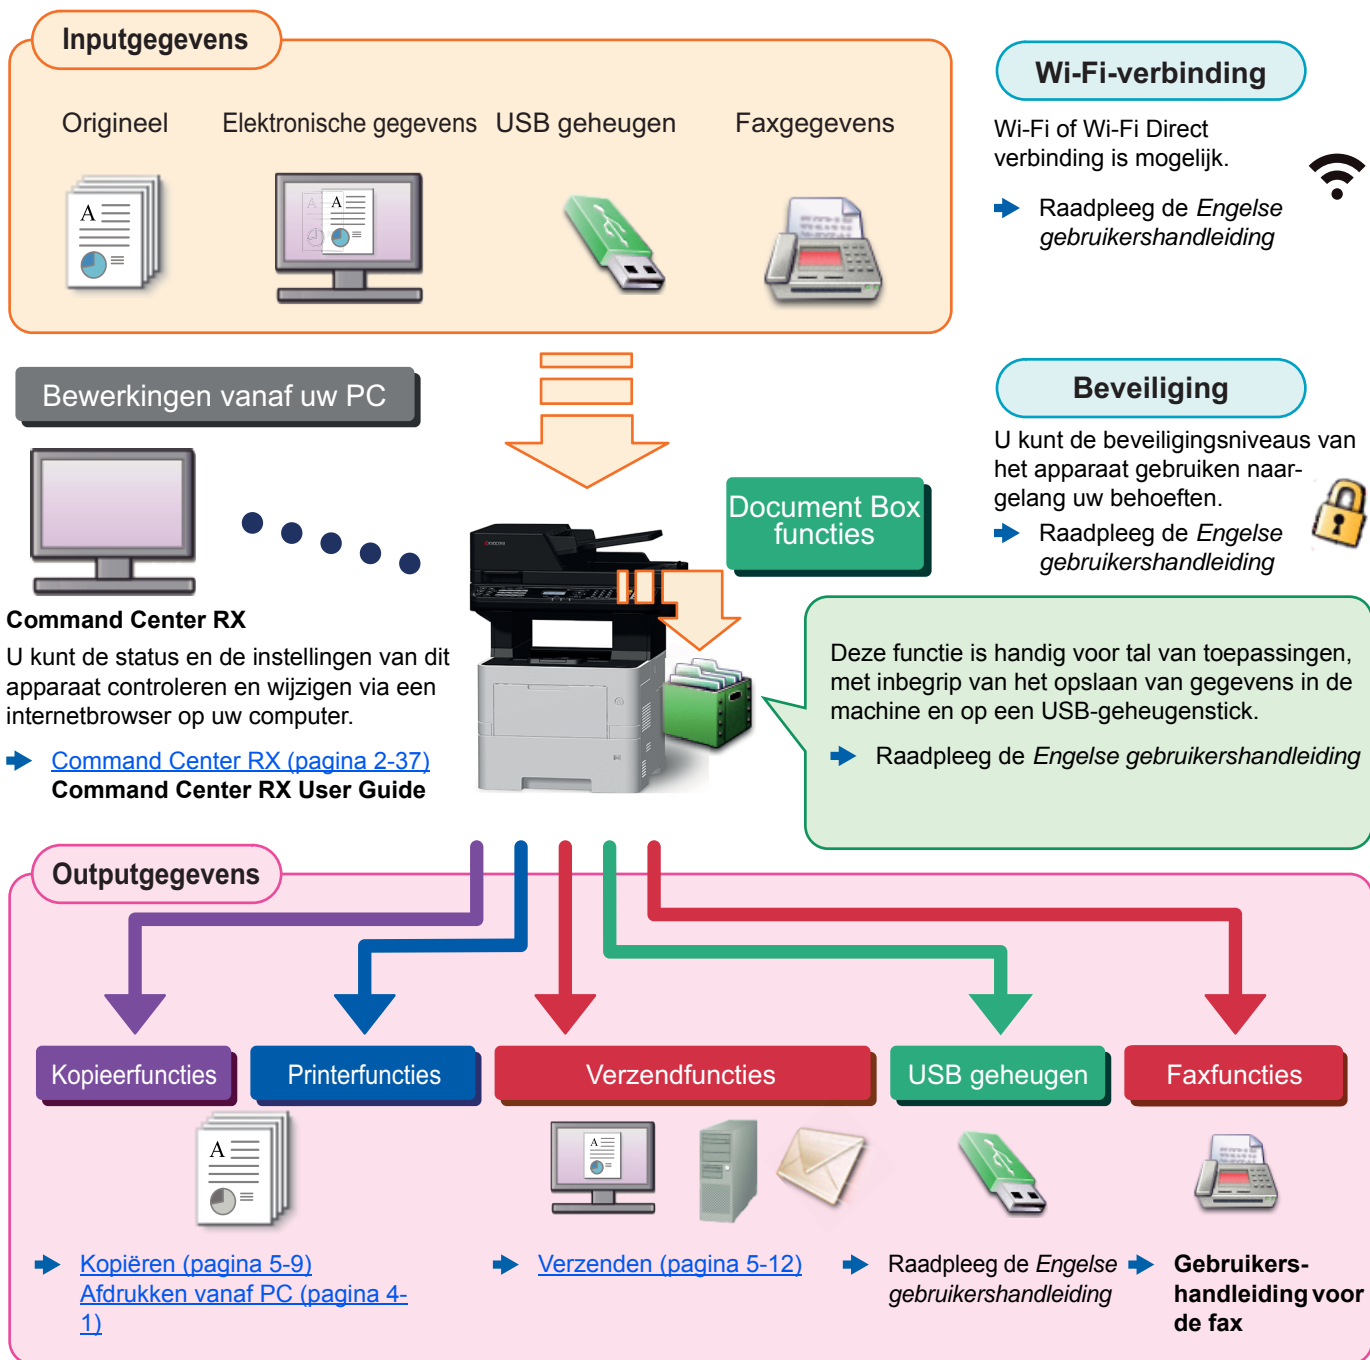 Inputgegevens
Origineel
Elektronische gegevens
USB geheugen
Faxgegevens
Wi-Fi-verbinding
Wi-Fi of Wi-Fi Direct
verbinding is mogelijk.
Raadpleeg de Engelse
gebruikershandleiding
Bewerkingen vanaf uw PC
Beveiliging
U kunt de beveiligingsniveaus van
het apparaat gebruiken naar-
gelang uw behoeften.
Raadpleeg de Engelse
gebruikershandleiding
Document Box
functies
Command Center RX
U kunt de status en de instellingen van dit
apparaat controleren en wijzigen via een
internetbrowser op uw computer.
Command Center RX (pagina 2-37)
Command Center RX User Guide
KYOCERA
Deze functie is handig voor tal van toepassingen,
met inbegrip van het opslaan van gegevens in de
machine en op een USB-geheugenstick.
Raadpleeg de Engelse gebruikershandleiding
Outputgegevens
Kopieerfuncties
Printerfuncties
Verzendfuncties
USB geheugen
Faxfuncties
Kopiëren (pagina 5-9)
Afdrukken vanaf PC (pagina 4-
1)
Verzenden (pagina 5-12)
Raadpleeg de Engelse
gebruikershandleiding
Gebruikers-
handleiding voor
de fax